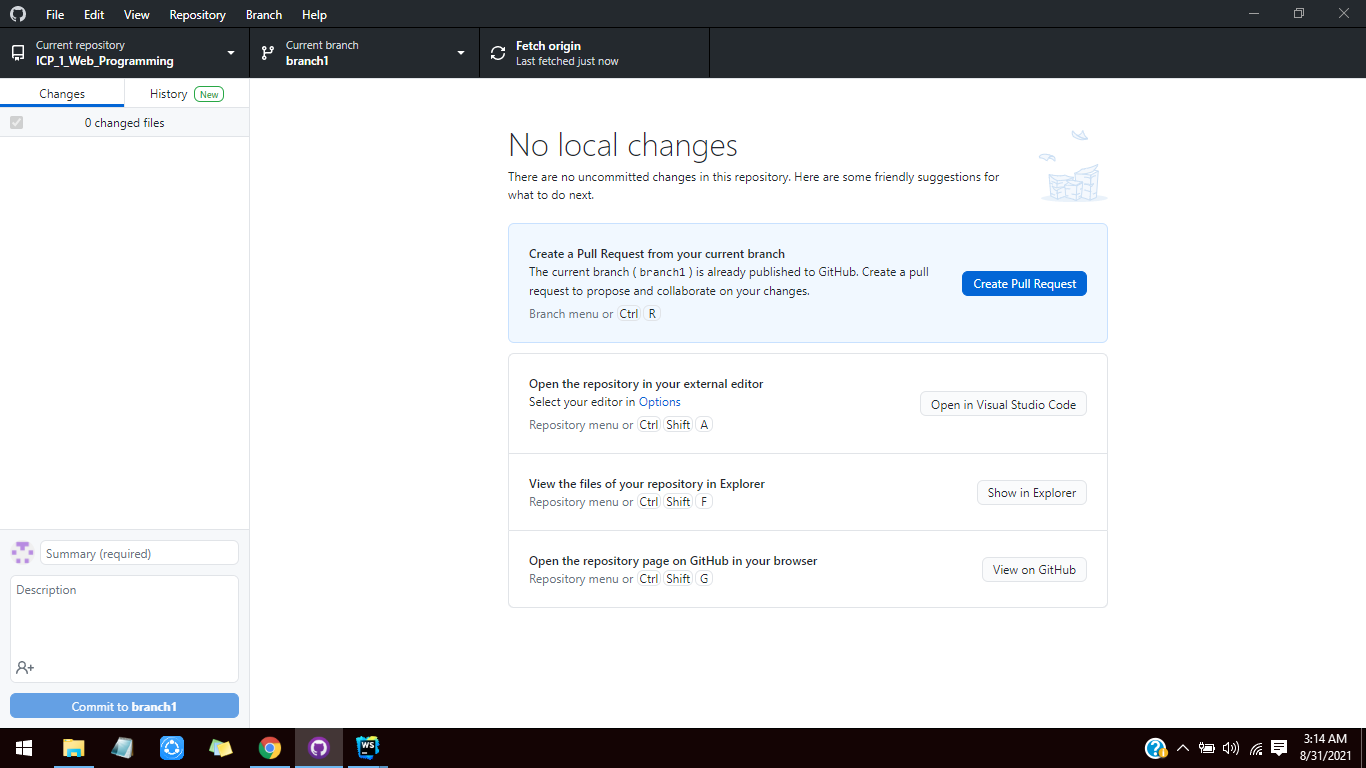 File Edit View Repository Branch Help
Current repository
ICP_1_Web_Programming
Current branch
branch1
Fetch origin
Last fetched just now
Changes
History New
0 changed files
No local changes
There are no uncommitted changes in this repository. Here are some friendly suggestions for
what to do next.
Create a Pull Request from your current branch
The current branch ( branch1 ) is already published to GitHub. Create a pull
request to propose and collaborate on your changes.
Branch menu or Ctrl R
Create Pull Request
Open the repository in your external editor
Select your editor in Options
Repository menu or Ctrl Shift A
Open in Visual Studio Code
View the files of your repository in Explorer
Repository menu or Ctrl Shift F
Show in Explorer
Open the repository page on GitHub in your browser
Repository menu or Ctrl Shift G
View on GitHub
Summary (required)
Description
Commit to branch1
WS
3:14 AM
8/31/2021